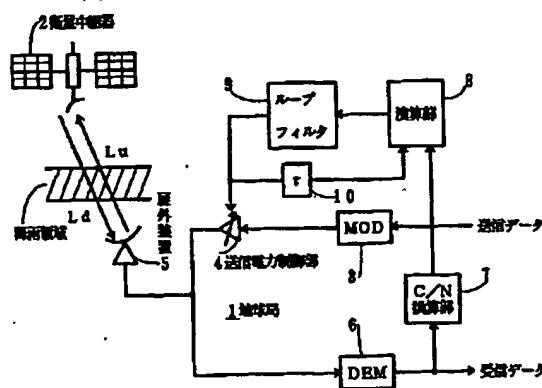 2 衛星中継器
9
ループ
フィルタ
演算部
8
Lu
Ld
降雨領域
屋外装置
5
τ
10
4 送信電力制御部
MOD
3
送信データ
1 地球局
C/N
演算部
7
6
DEM
受信データ